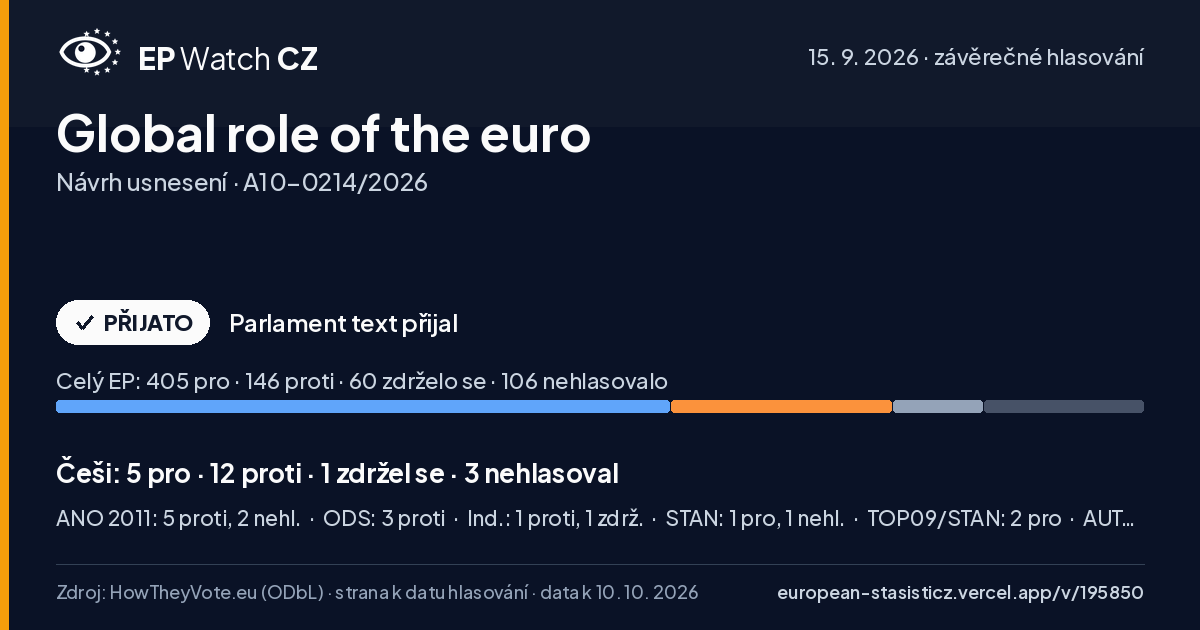 EP Watch CZ
15. 9. 2026 · závěrečné hlasování
Global role of the euro
Návrh usnesení · A10–0214/2026
✓ PŘIJATO Parlament text přijal
Celý EP: 405 pro · 146 proti · 60 zdrželo se · 106 nehlasovalo
Češi: 5 pro · 12 proti · 1 zdržel se · 3 nehlasoval
ANO 2011: 5 proti, 2 nehl. · ODS: 3 proti · Ind.: 1 proti, 1 zdrž. · STAN: 1 pro, 1 nehl. · TOP09/STAN: 2 pro · AUT…
Zdroj: HowTheyVote.eu (ODbL) · strana k datu hlasování · data k 10. 10. 2026
european-stasisticz.vercel.app/v/195850